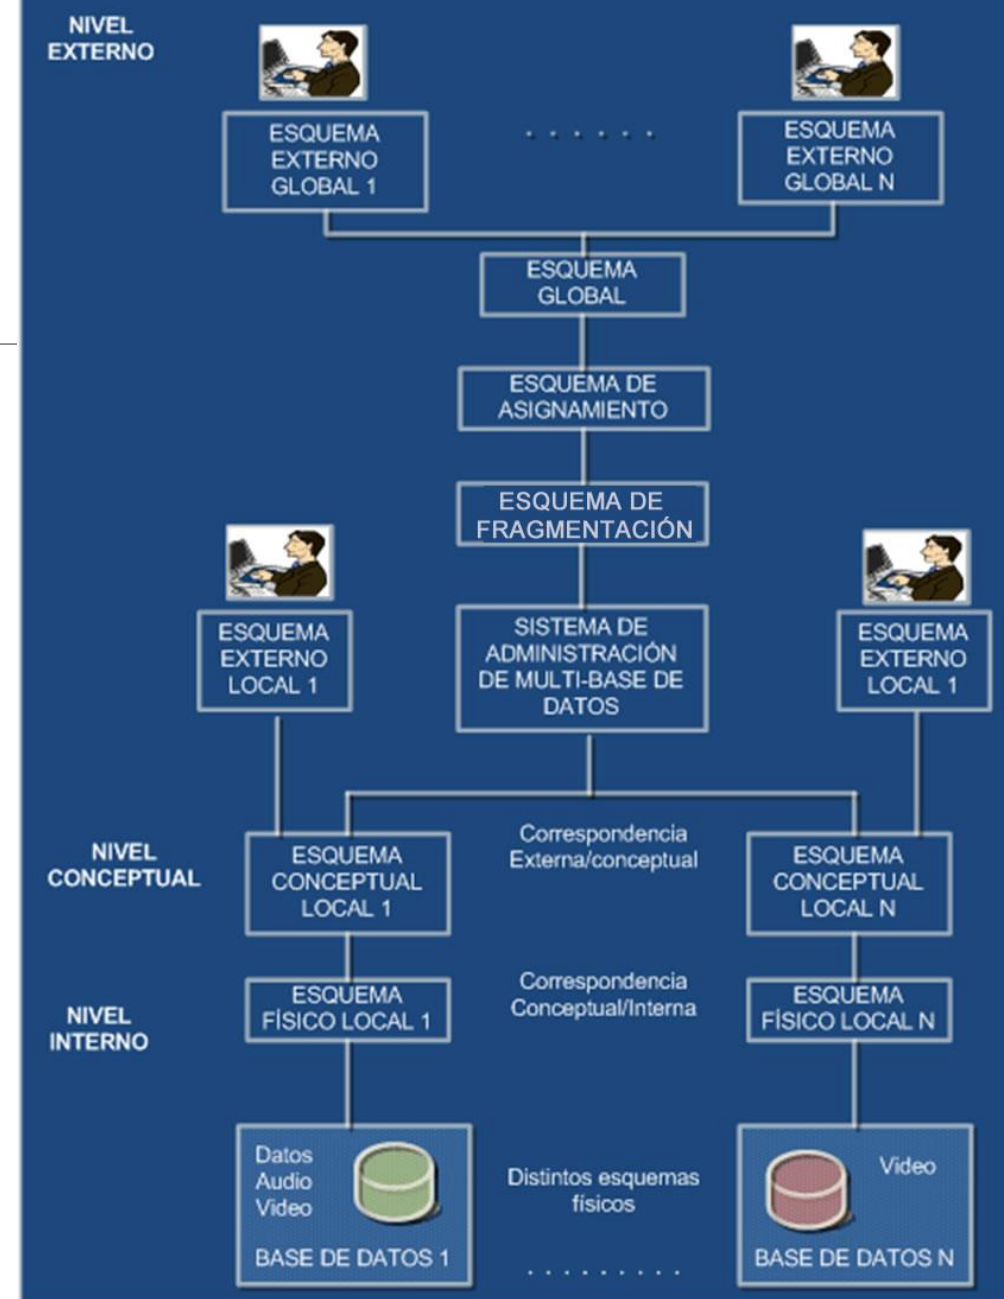 NIVEL
EXTERNO
ESQUEMA
EXTERNO
GLOBAL 1
. . . . . .
ESQUEMA
EXTERNO
GLOBAL N
ESQUEMA
GLOBAL
ESQUEMA DE
ASIGNAMIENTO
ESQUEMA DE
FRAGMENTACIÓN
ESQUEMA
EXTERNO
LOCAL 1
SISTEMA DE
ADMINISTRACIÓN
DE MULTI-BASE DE
DATOS
ESQUEMA
EXTERNO
LOCAL 1
NIVEL
CONCEPTUAL
ESQUEMA
CONCEPTUAL
LOCAL 1
Correspondencia
Externa/conceptual
ESQUEMA
CONCEPTUAL
LOCAL N
NIVEL
INTERNO
ESQUEMA
FÍSICO LOCAL 1
Correspondencia
Conceptual/Interna
ESQUEMA
FÍSICO LOCAL N
Datos
Audio
Video
BASE DE DATOS 1
Distintos esquemas
físicos
. . . . . . . . .
Video
BASE DE DATOS N